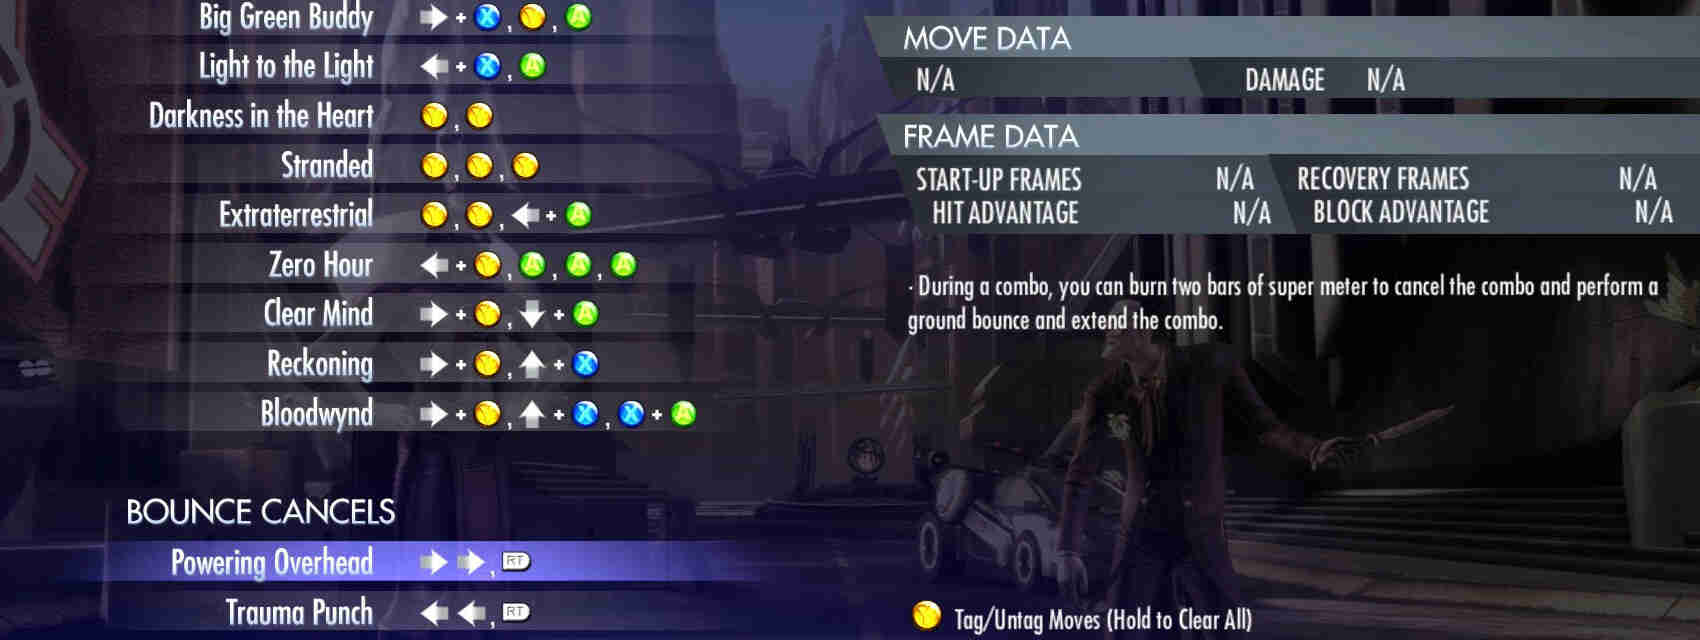 Big Green Buddy + X , Y , A
Light to the Light + X , A
Darkness in the Heart Y , Y
Stranded Y , Y , Y
Extraterrestrial Y , Y , + A
Zero Hour + Y , A , A , A
Clear Mind + Y , + A
Reckoning + Y , + X
Bloodwynd + Y , + X , X + A
BOUNCE CANCELS
Powering Overhead , RT
Trauma Punch , RT
MOVE DATA
N/A DAMAGE N/A
FRAME DATA
START-UP FRAMES N/A RECOVERY FRAMES N/A
HIT ADVANTAGE N/A BLOCK ADVANTAGE N/A
· During a combo, you can burn two bars of super meter to cancel the combo and perform a
ground bounce and extend the combo.
Y Tag/Untag Moves (Hold to Clear All)